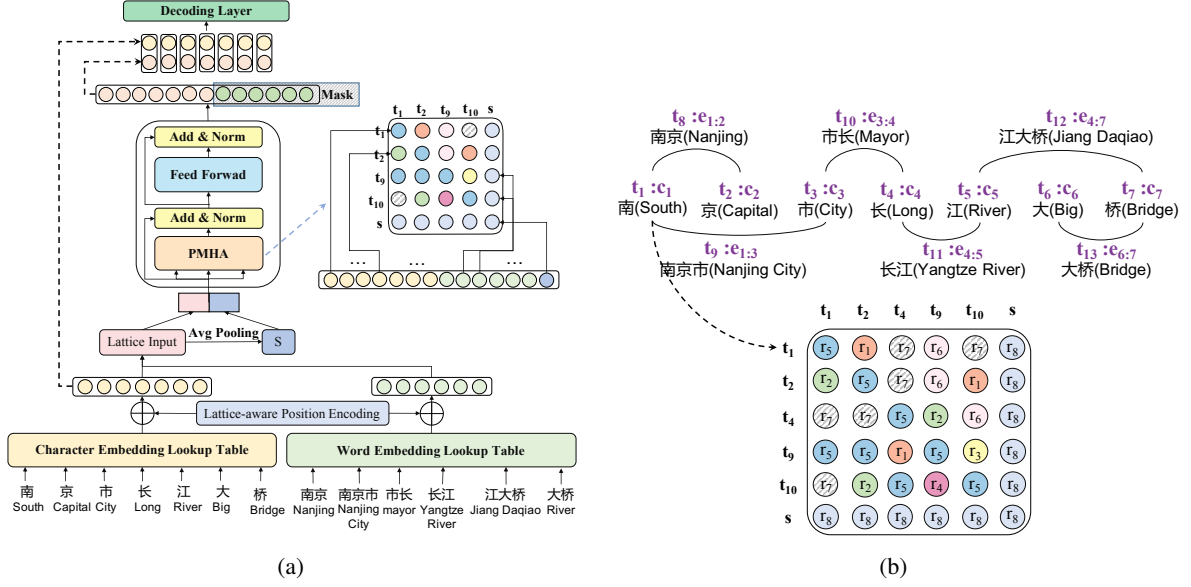 Decoding Layer
Mask
Add & Norm
Feed Forwad
Add & Norm
PMHA
Lattice Input
Avg Pooling
S
Lattice-aware Position Encoding
Character Embedding Lookup Table
Word Embedding Lookup Table
南 京 市 长 江 大 桥
South Capital City Long River Big Bridge
南京 南京市 市长 长江 江大桥 大桥
Nanjing Nanjing City mayor Yangtze River Jiang Daqiao River
t1 t2 t9 t10 s
t1
t2
t9
t10
s
... ...
(a)
t8 :e1:2 t10 :e3:4 t12 :e4:7
南京(Nanjing) 市长(Mayor) 江大桥(Jiang Daqiao)
t1 :c1 t2 :c2 t3 :c3 t4 :c4 t5 :c5 t6 :c6 t7 :c7
南(South) 京(Capital) 市(City) 长(Long) 江(River) 大(Big) 桥(Bridge)
t9 :e1:3 t11 :e4:5 t13 :e6:7
南京市(Nanjing City) 长江(Yangtze River) 大桥(Bridge)
t1 t2 t4 t9 t10 s
t1 r5 r1 r7 r6 r7 r8
t2 r2 r5 r7 r6 r1 r8
t4 r7 r7 r5 r2 r6 r8
t9 r5 r5 r1 r5 r3 r8
t10 r7 r2 r5 r4 r5 r8
s r8 r8 r8 r8 r8 r8
(b)